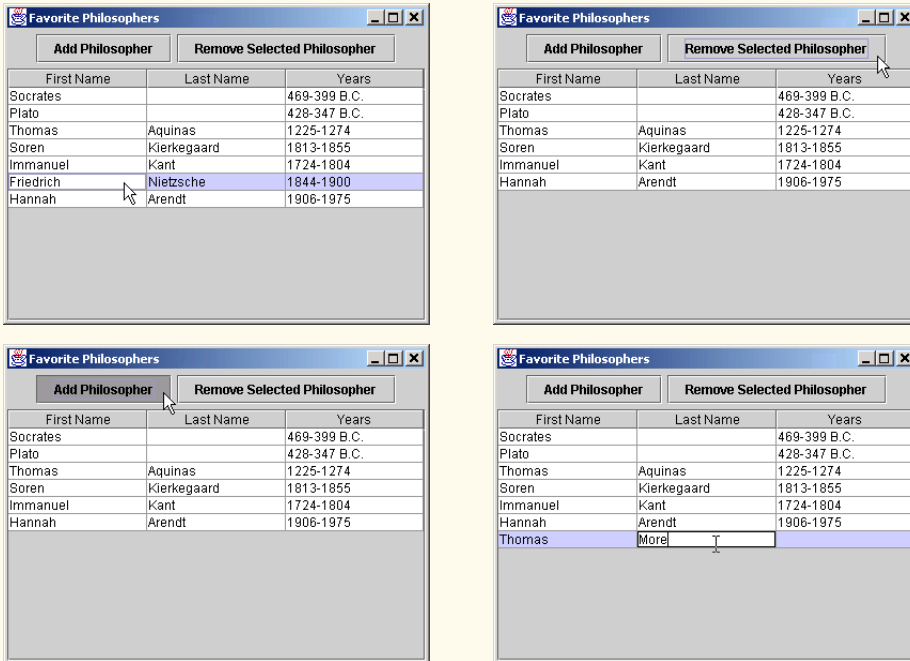 Favorite Philosophers
Add Philosopher Remove Selected Philosopher
First Name Last Name Years
Socrates 469-399 B.C.
Plato 428-347 B.C.
Thomas Aquinas 1225-1274
Soren Kierkegaard 1813-1855
Immanuel Kant 1724-1804
Friedrich Nietzsche 1844-1900
Hannah Arendt 1906-1975
Favorite Philosophers
Add Philosopher Remove Selected Philosopher
First Name Last Name Years
Socrates 469-399 B.C.
Plato 428-347 B.C.
Thomas Aquinas 1225-1274
Soren Kierkegaard 1813-1855
Immanuel Kant 1724-1804
Hannah Arendt 1906-1975
Favorite Philosophers
Add Philosopher Remove Selected Philosopher
First Name Last Name Years
Socrates 469-399 B.C.
Plato 428-347 B.C.
Thomas Aquinas 1225-1274
Soren Kierkegaard 1813-1855
Immanuel Kant 1724-1804
Hannah Arendt 1906-1975
Favorite Philosophers
Add Philosopher Remove Selected Philosopher
First Name Last Name Years
Socrates 469-399 B.C.
Plato 428-347 B.C.
Thomas Aquinas 1225-1274
Soren Kierkegaard 1813-1855
Immanuel Kant 1724-1804
Hannah Arendt 1906-1975
Thomas More